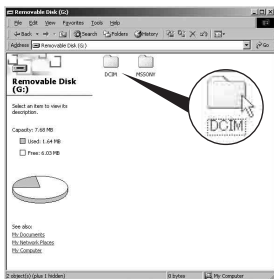 Removable Disk (G:)
File Edit View Favorites Tools Help
Back Search Folders History
Address Removable Disk (G:) Go
Removable Disk
(G:)
DCIM MSSONY
Select an item to view its
description.
DCIM
Capacity: 7.68 MB
Used: 1.64 MB
Free: 6.03 MB
See also:
My Documents
My Network Places
My Computer
2 object(s) (plus 1 hidden) 0 bytes My Computer